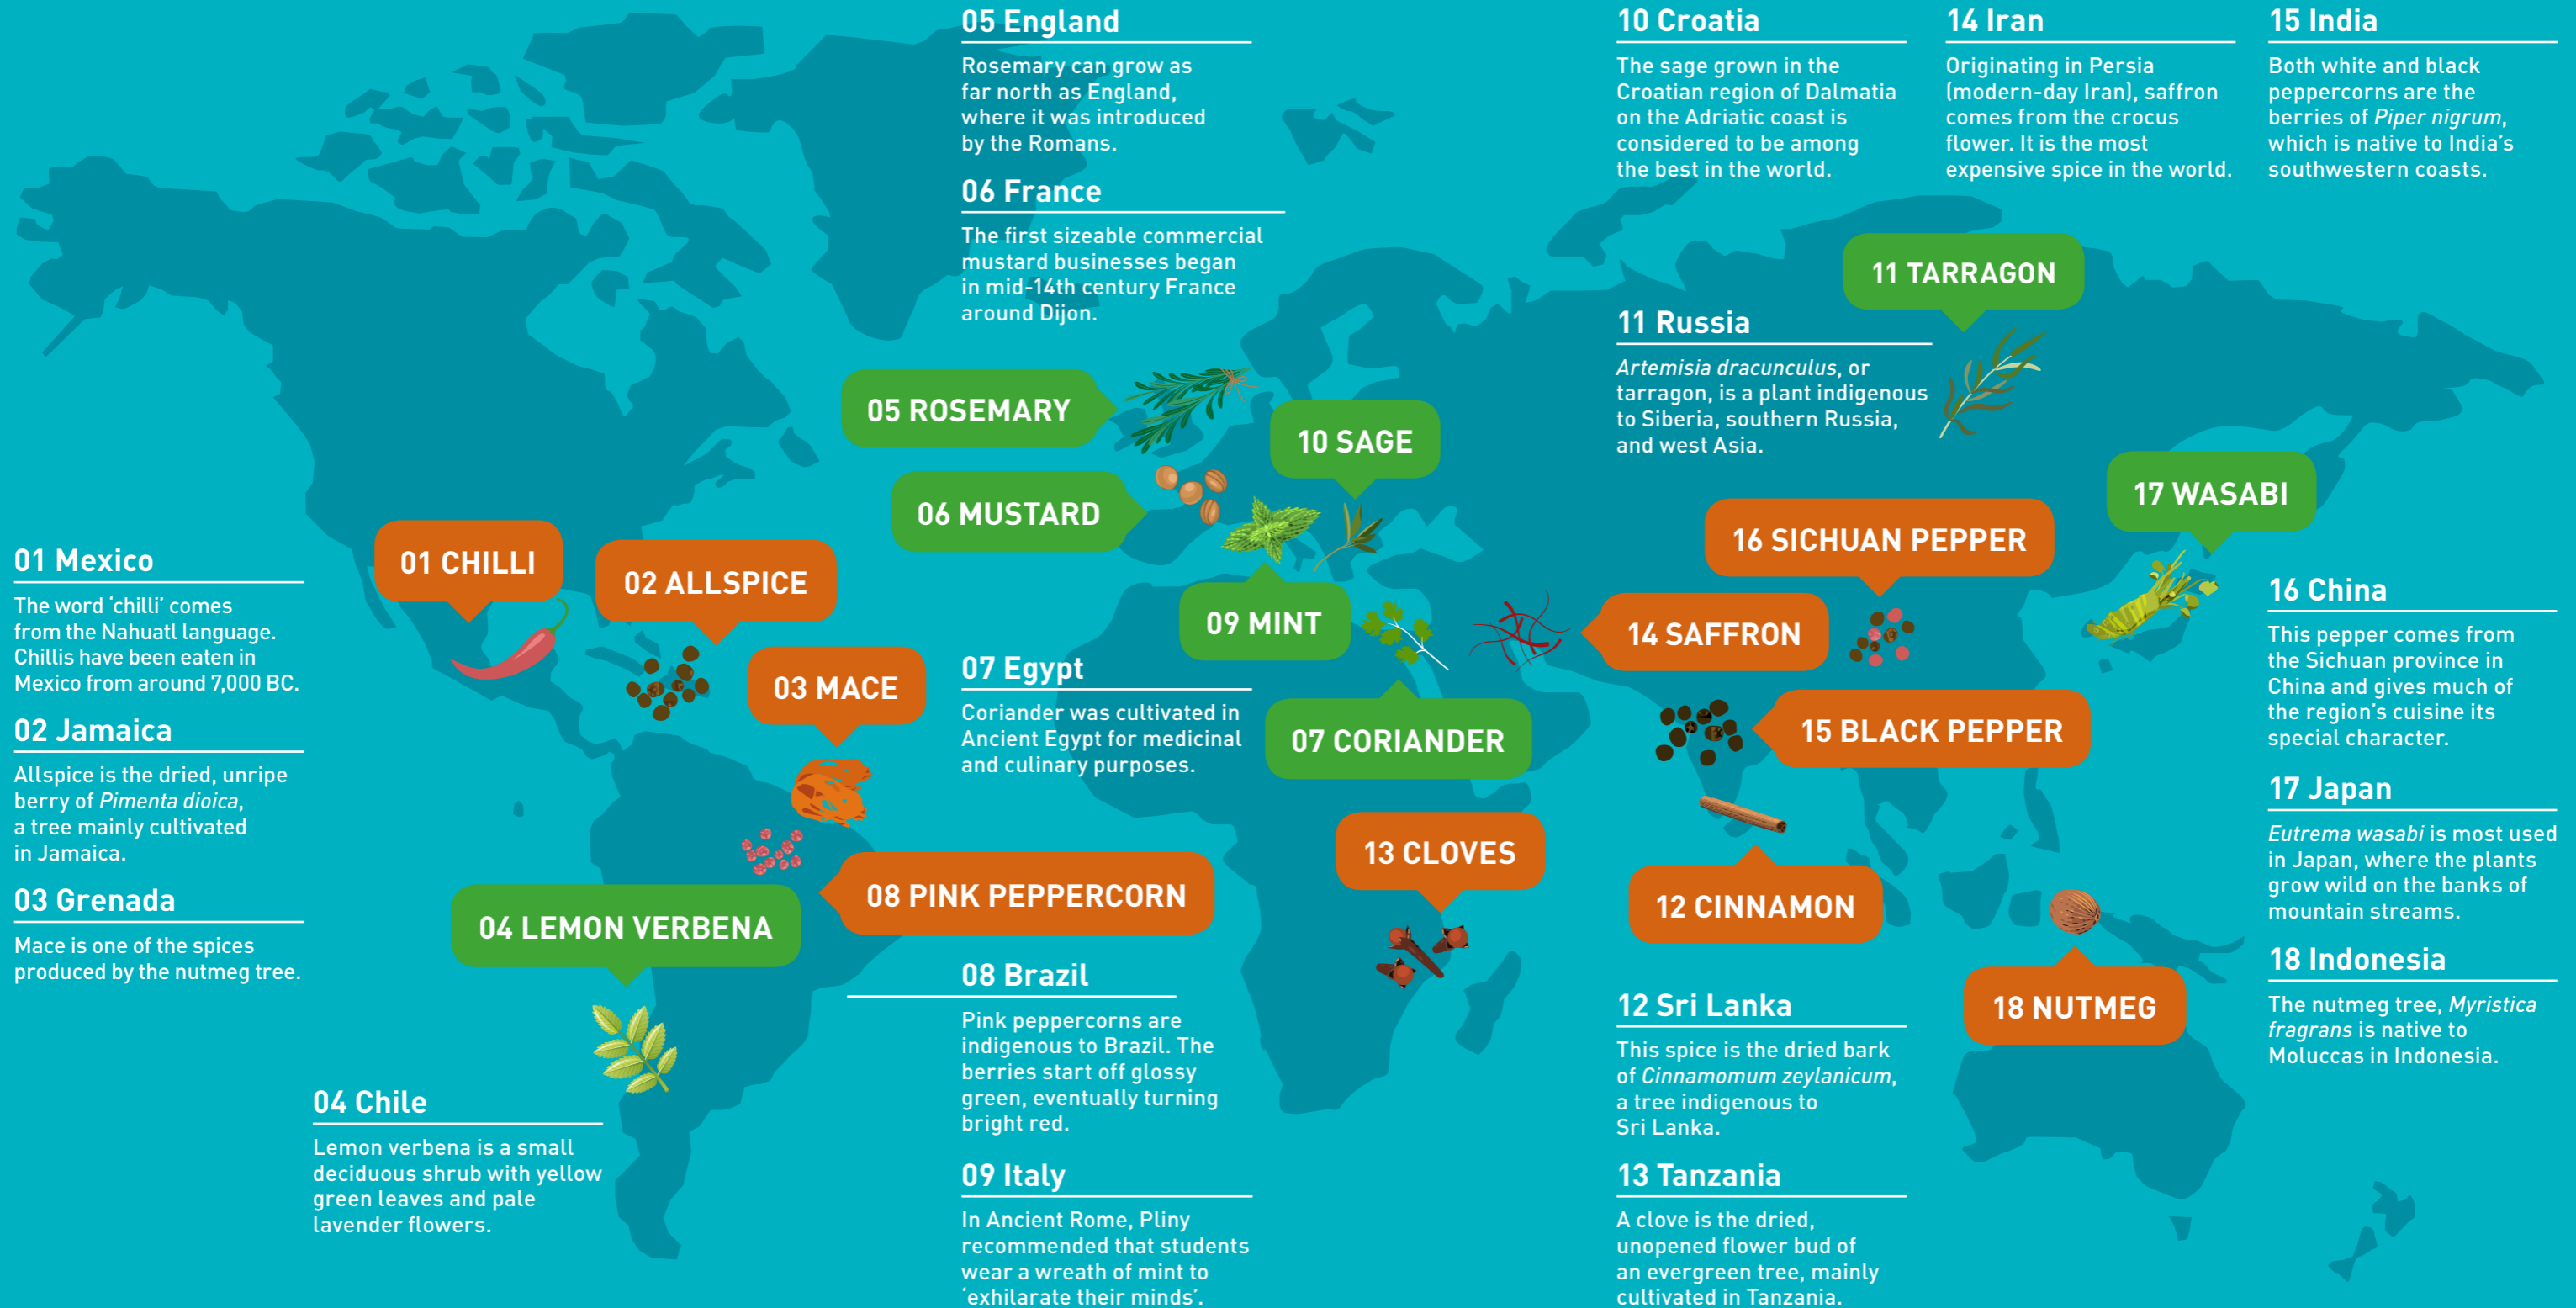 05 England
Rosemary can grow as
far north as England,
where it was introduced
by the Romans.
06 France
The first sizeable commercial
mustard businesses began
in mid-14th century France
around Dijon.
10 Croatia
The sage grown in the
Croatian region of Dalmatia
on the Adriatic coast is
considered to be among
the best in the world.
14 Iran
Originating in Persia
(modern-day Iran), saffron
comes from the crocus
flower. It is the most
expensive spice in the world.
15 India
Both white and black
peppercorns are the
berries of Piper nigrum,
which is native to India's
southwestern coasts.
11 TARRAGON
11 Russia
Artemisia dracunculus, or
tarragon, is a plant indigenous
to Siberia, southern Russia,
and west Asia.
05 ROSEMARY
10 SAGE
06 MUSTARD
17 WASABI
16 SICHUAN PEPPER
01 CHILLI
02 ALLSPICE
09 MINT
14 SAFFRON
03 MACE
01 Mexico
The word ‘chilli’ comes
from the Nahuatl language.
Chillis have been eaten in
Mexico from around 7,000 BC.
02 Jamaica
Allspice is the dried, unripe
berry of Pimenta dioica,
a tree mainly cultivated
in Jamaica.
03 Grenada
Mace is one of the spices
produced by the nutmeg tree.
07 Egypt
Coriander was cultivated in
Ancient Egypt for medicinal
and culinary purposes.
07 CORIANDER
15 BLACK PEPPER
16 China
This pepper comes from
the Sichuan province in
China and gives much of
the region's cuisine its
special character.
17 Japan
Eutrema wasabi is most used
in Japan, where the plants
grow wild on the banks of
mountain streams.
18 Indonesia
The nutmeg tree, Myristica
fragrans is native to
Moluccas in Indonesia.
13 CLOVES
08 PINK PEPPERCORN
12 CINNAMON
04 LEMON VERBENA
18 NUTMEG
08 Brazil
Pink peppercorns are
indigenous to Brazil. The
berries start off glossy
green, eventually turning
bright red.
12 Sri Lanka
This spice is the dried bark
of Cinnamomum zeylanicum,
a tree indigenous to
Sri Lanka.
04 Chile
Lemon verbena is a small
deciduous shrub with yellow
green leaves and pale
lavender flowers.
09 Italy
In Ancient Rome, Pliny
recommended that students
wear a wreath of mint to
‘exhilarate their minds’.
13 Tanzania
A clove is the dried,
unopened flower bud of
an evergreen tree, mainly
cultivated in Tanzania.